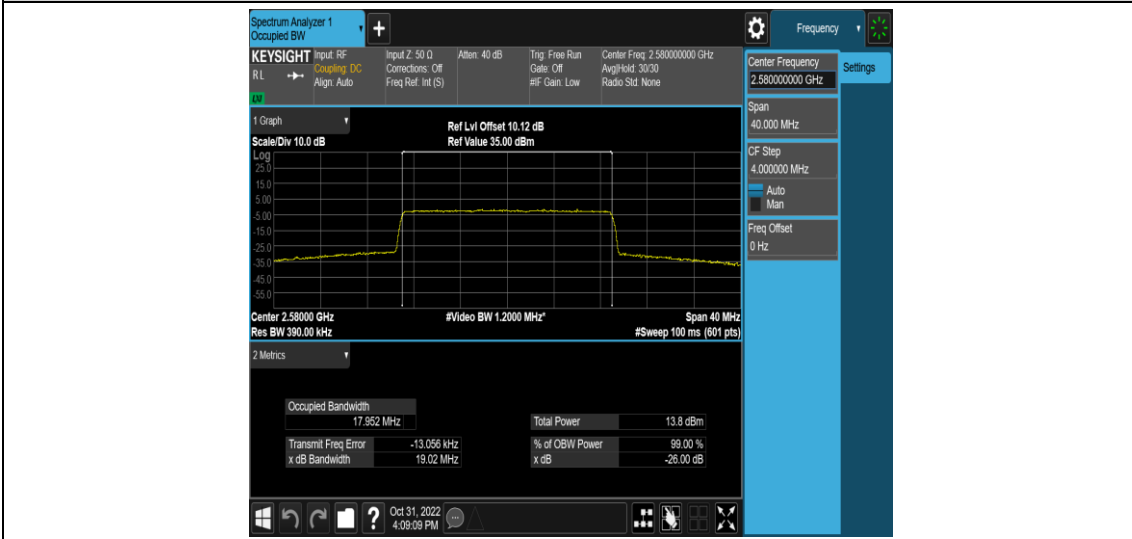 Spectrum Analyzer 1
Occupied BW
Frequency
KEYSIGHT
RL
LXI
Input: RF
Coupling: DC
Align: Auto
Input Z: 50 Ω
Corrections: Off
Freq Ref: Int (S)
Atten: 40 dB
Trig: Free Run
Gate: Off
#IF Gain: Low
Center Freq: 2.580000000 GHz
Avg|Hold: 30/30
Radio Std: None
Center Frequency
2.580000000 GHz
Settings
Span
40.000 MHz
CF Step
4.000000 MHz
Auto
Man
Freq Offset
0 Hz
1 Graph
Ref Lvl Offset 10.12 dB
Scale/Div 10.0 dB
Ref Value 35.00 dBm
Log
25.0
15.0
5.00
-5.00
-15.0
-25.0
-35.0
-45.0
-55.0
Center 2.58000 GHz
#Video BW 1.2000 MHz*
Span 40 MHz
Res BW 390.00 kHz
#Sweep 100 ms (601 pts)
2 Metrics
Occupied Bandwidth
17.952 MHz
Total Power 13.8 dBm
Transmit Freq Error -13.056 kHz
% of OBW Power 99.00 %
x dB Bandwidth 19.02 MHz
x dB -26.00 dB
?
Oct 31, 2022
4:09:09 PM